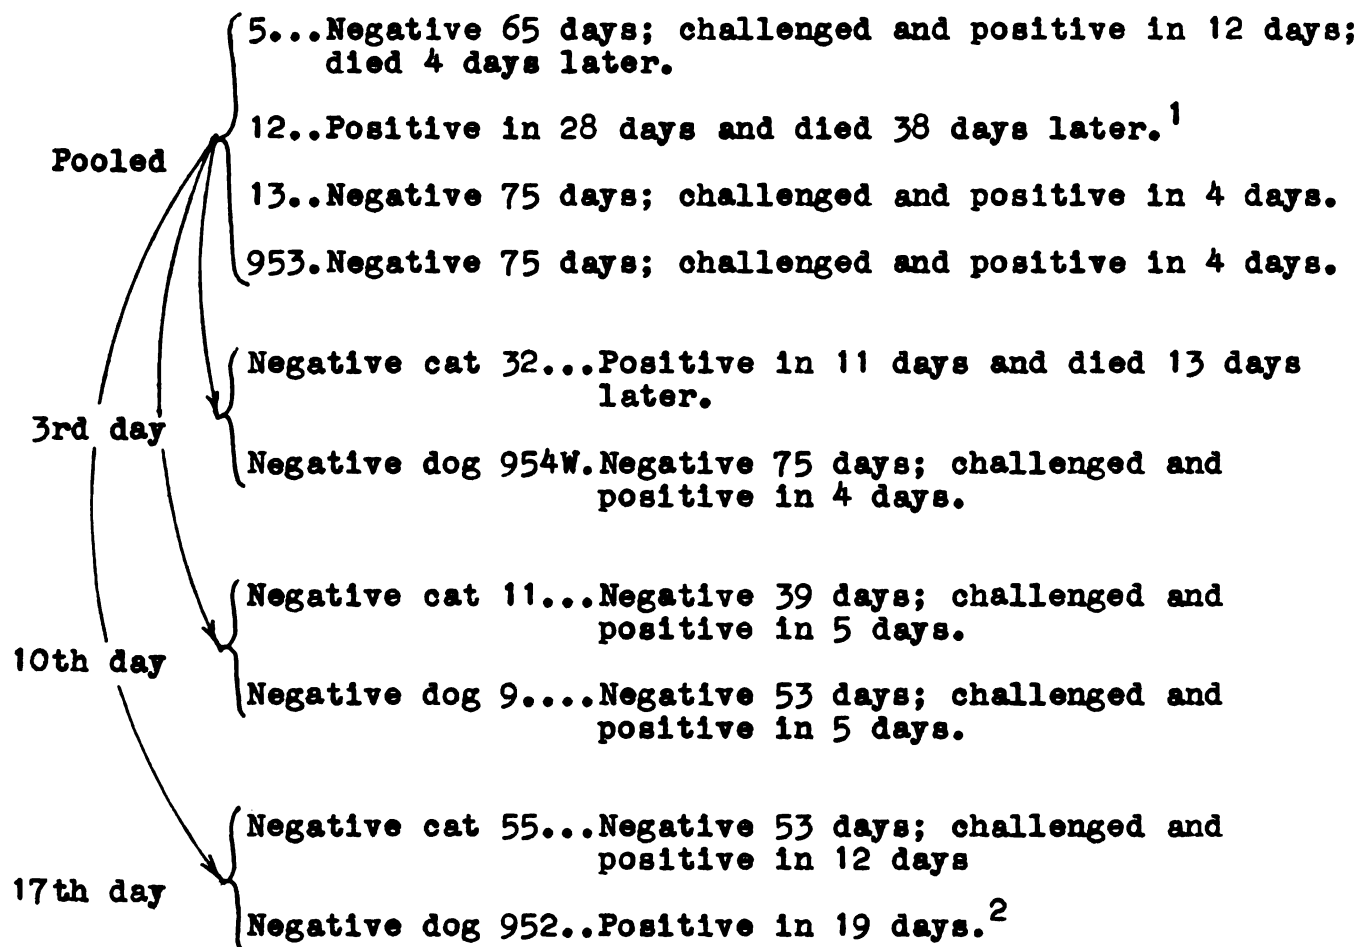 5...Negative 65 days; challenged and positive in 12 days;
died 4 days later.
12..Positive in 28 days and died 38 days later.1
Pooled
13..Negative 75 days; challenged and positive in 4 days.
953.Negative 75 days; challenged and positive in 4 days.
Negative cat 32...Positive in 11 days and died 13 days
later.
3rd day
Negative dog 954W.Negative 75 days; challenged and
positive in 4 days.
Negative cat 11...Negative 39 days; challenged and
positive in 5 days.
10th day
Negative dog 9....Negative 53 days; challenged and
positive in 5 days.
Negative cat 55...Negative 53 days; challenged and
positive in 12 days
17th day
Negative dog 952..Positive in 19 days.2